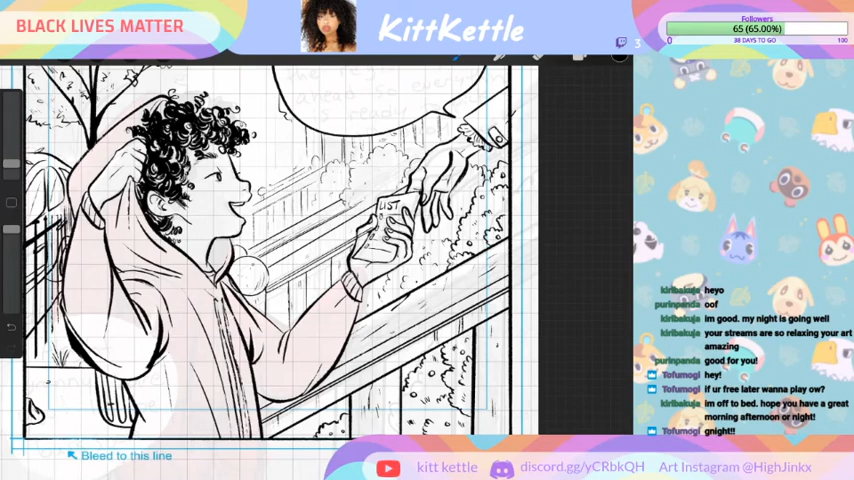 BLACK LIVES MATTER
KittKettle
3
Followers
65 (65.00%)
0
38 DAYS TO GO
100
LIST
kiribakuja heyo
purinpanda oof
kiribakuja im good. my night is going well
kiribakuja your streams are so relaxing your art
amazing
purinpanda good for you!
Tofumogi hey!
Tofumogi if ur free later wanna play ow?
kiribakuja im off to bed. hope you have a great
morning afternoon or night!
Tofumogi gnight!!
Bleed to this line
kitt kettle
discord.gg/yCRbkQH
Art Instagram @HighJinkx